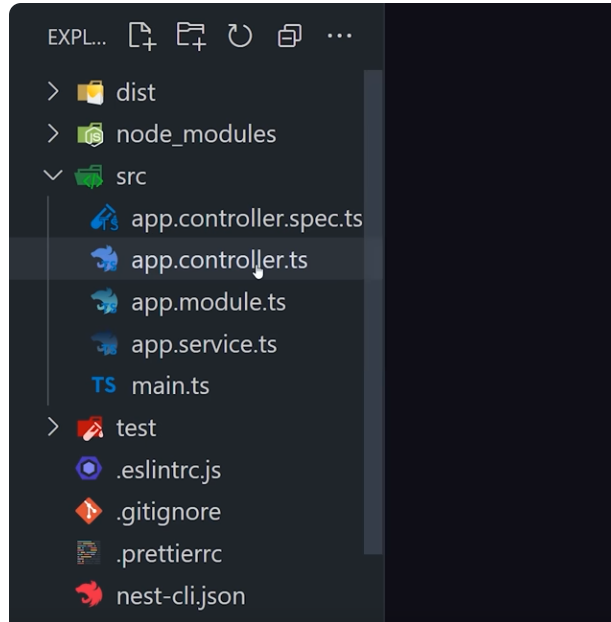 EXPL...
dist
node_modules
src
app.controller.spec.ts
app.controller.ts
app.module.ts
app.service.ts
TS main.ts
test
.eslintrc.js
.gitignore
.prettierrc
nest-cli.json